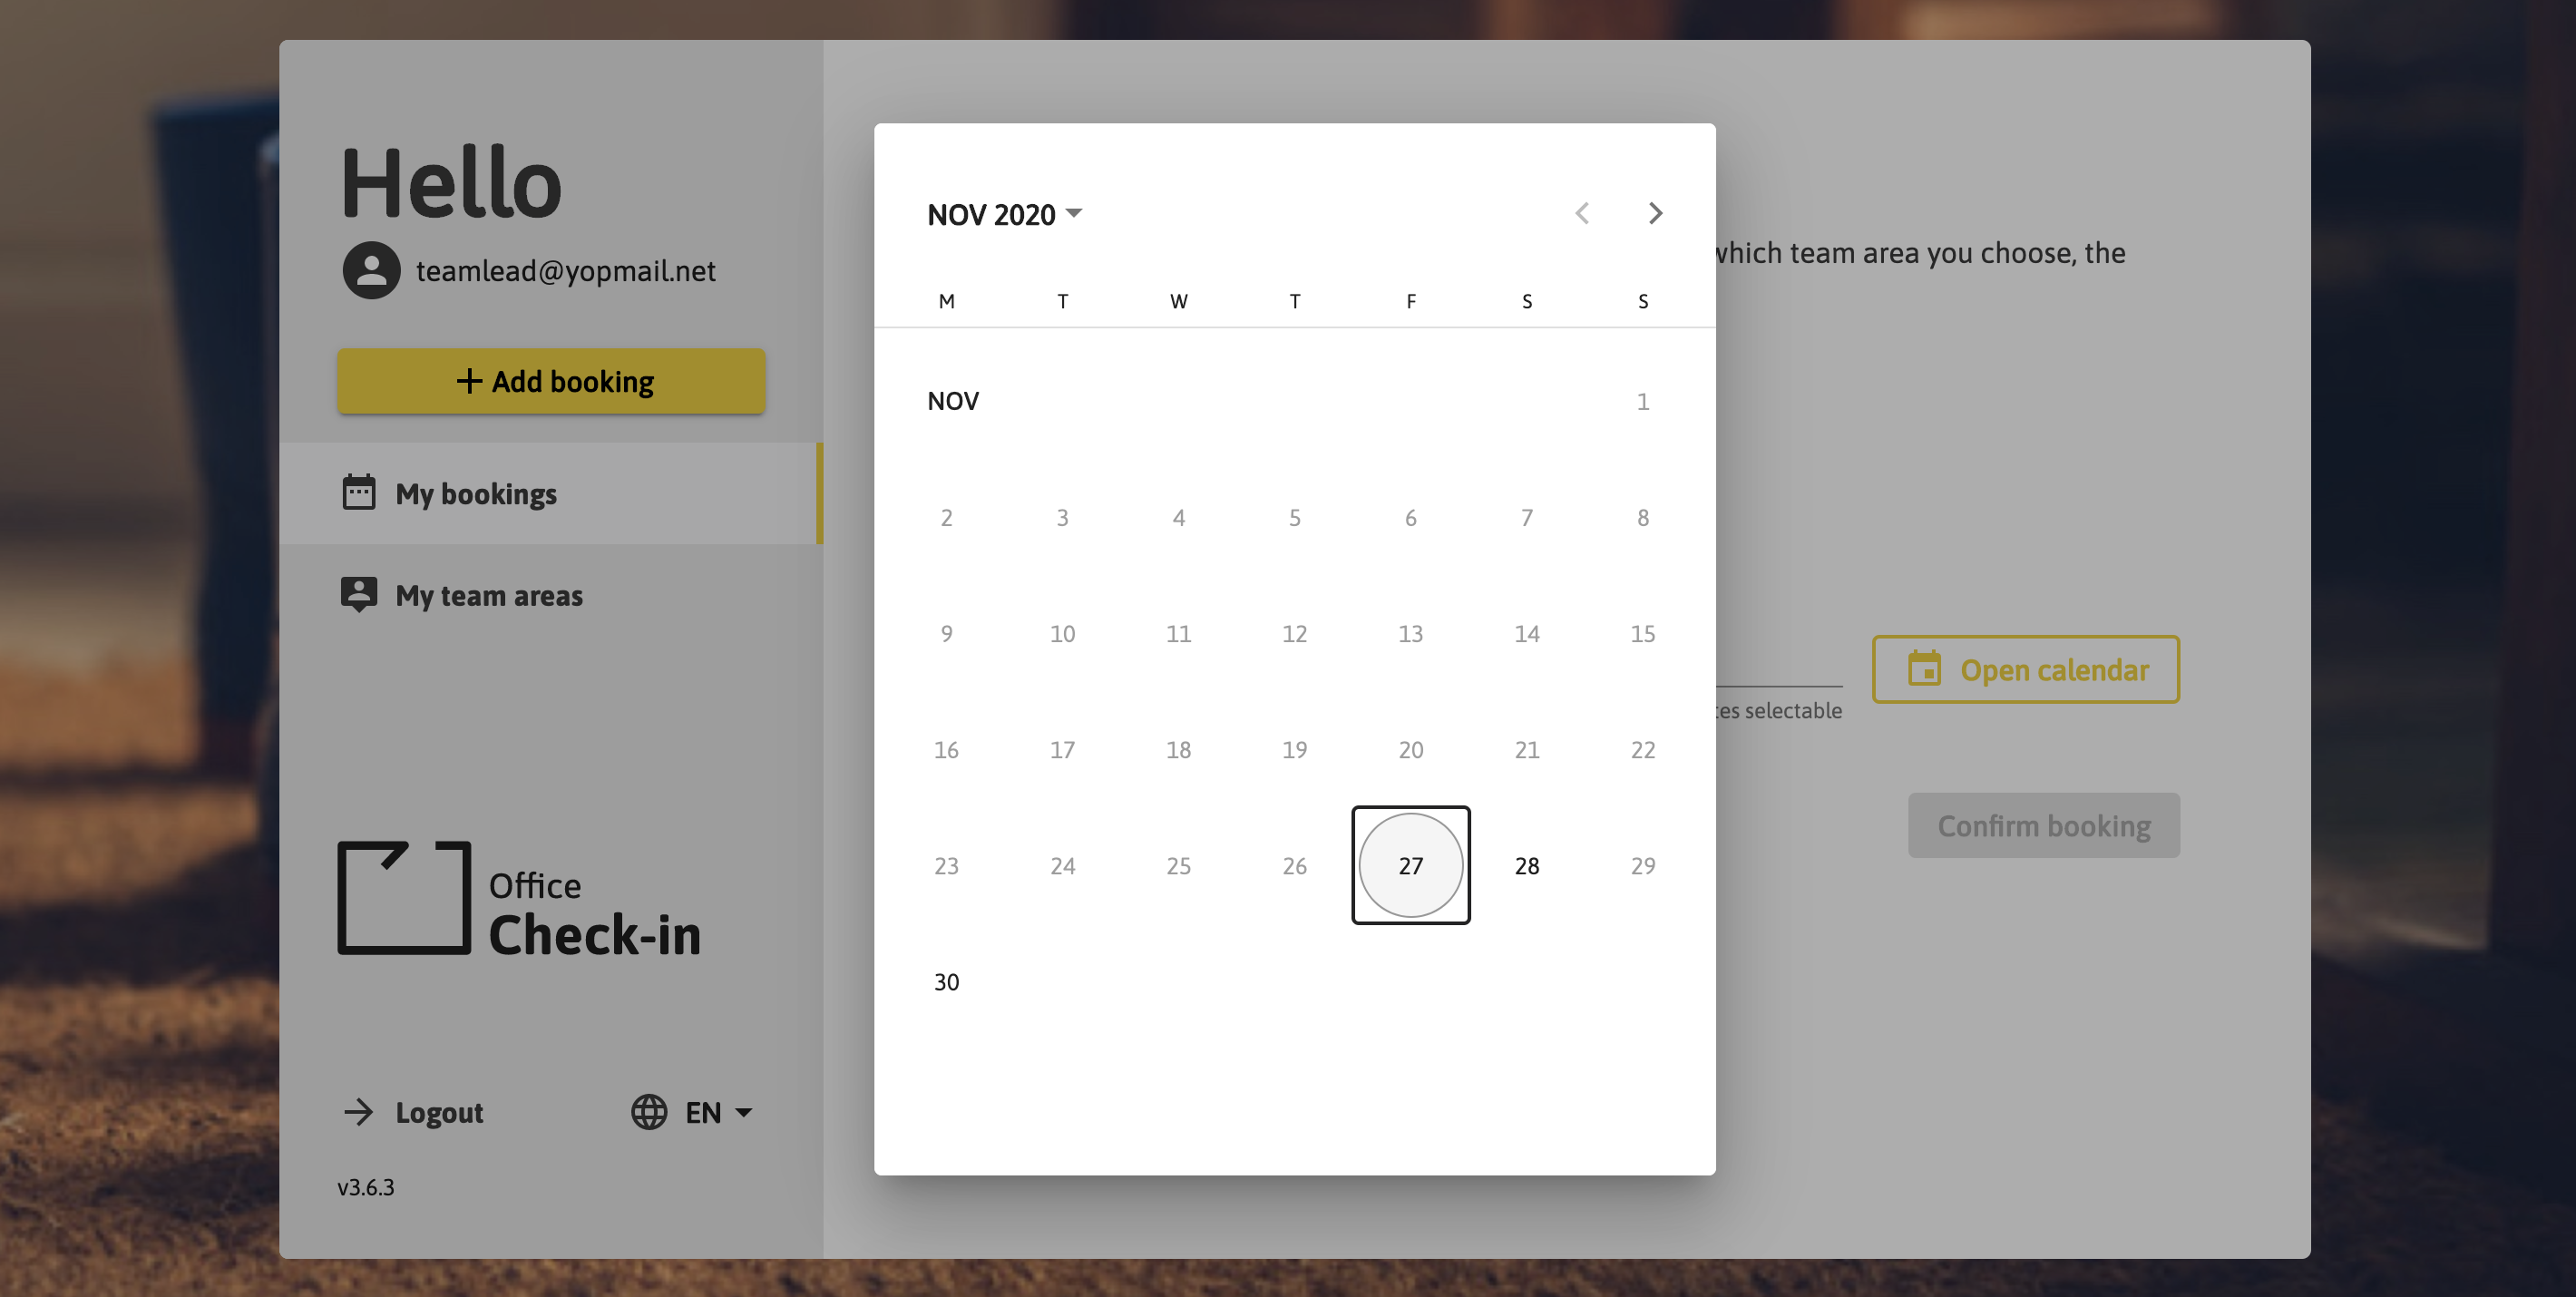 Hello
teamlead@yopmail.net
Add booking
My bookings
My team areas
Office
Check-in
Logout
EN
v3.6.3
NOV 2020
M T W T F S S
NOV 1
2 3 4 5 6 7 8
9 10 11 12 13 14 15
16 17 18 19 20 21 22
23 24 25 26 27 28 29
30
which team area you choose, the
selectable
Open calendar
Confirm booking